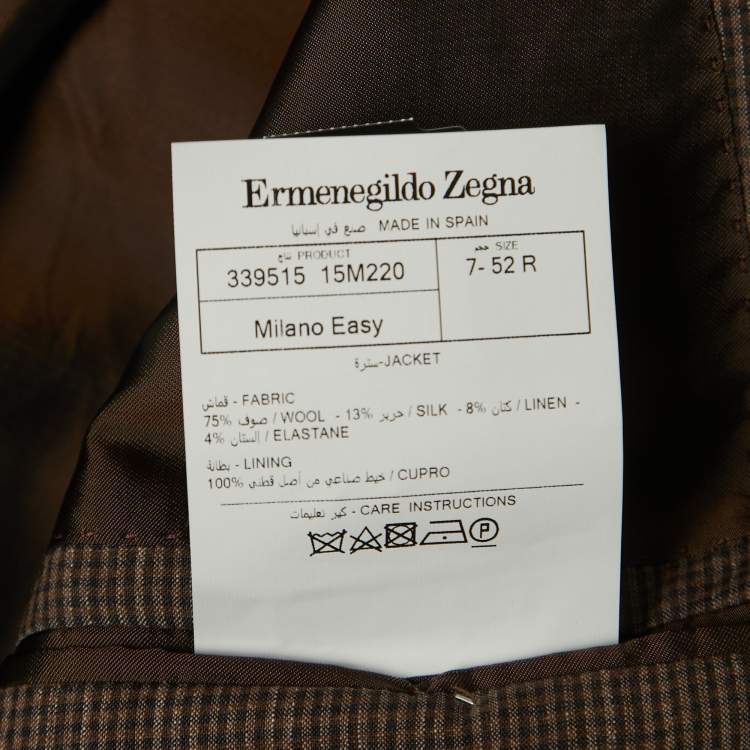 Ermenegildo Zegna
صنع في إسبانيا MADE IN SPAIN
نتاج PRODUCT
339515 15M220
حجم SIZE
7- 52 R
Milano Easy
سترة-JACKET
قماش - FABRIC
75% صوف / WOOL - 13% حرير / SILK - 8% كتان / LINEN -
4% إلستان / ELASTANE
بطانة - LINING
100% خيط صناعي من أصل قطني / CUPRO
كير تعليمات - CARE INSTRUCTIONS
P